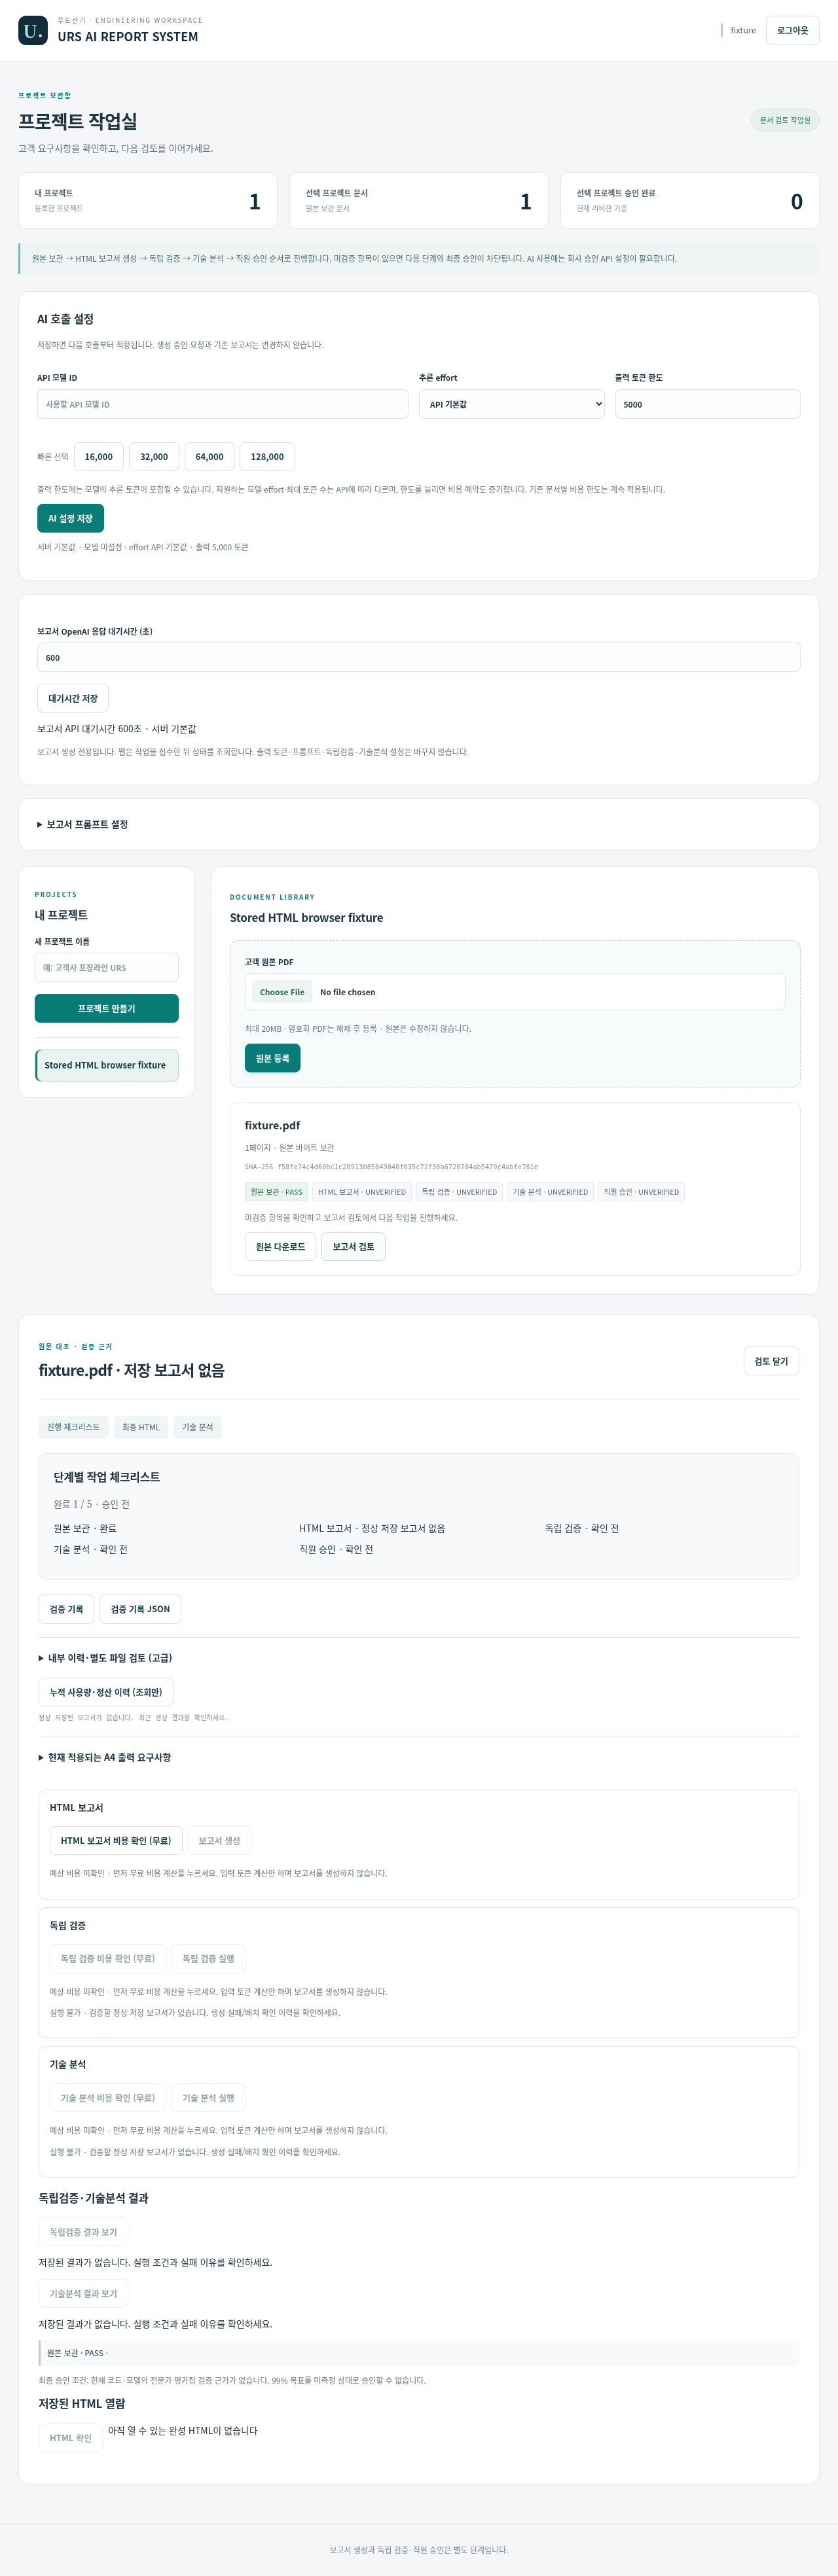 U.
우도산기 · ENGINEERING WORKSPACE
URS AI REPORT SYSTEM
fixture
로그아웃
프로젝트 보관함
프로젝트 작업실
문서 검토 작업실
고객 요구사항을 확인하고, 다음 검토를 이어가세요.
내 프로젝트
등록한 프로젝트
1
선택 프로젝트 문서
원본 보관 문서
1
선택 프로젝트 승인 완료
현재 리비전 기준
0
원본 보관 → HTML 보고서 생성 → 독립 검증 → 기술 분석 → 직원 승인 순서로 진행합니다. 미검증 항목이 있으면 다음 단계와 최종 승인이 차단됩니다. AI 사용에는 회사 승인 API 설정이 필요합니다.
AI 호출 설정
저장하면 다음 호출부터 적용됩니다. 생성 중인 요청과 기존 보고서는 변경하지 않습니다.
API 모델 ID
추론 effort
출력 토큰 한도
사용할 API 모델 ID
API 기본값
5000
빠른 선택
16,000
32,000
64,000
128,000
출력 한도에는 모델의 추론 토큰이 포함될 수 있습니다. 지원하는 모델·effort·최대 토큰 수는 API에 따라 다르며, 한도를 늘리면 비용 예약도 증가합니다. 기존 문서별 비용 한도는 계속 적용됩니다.
AI 설정 저장
서버 기본값 · 모델 미설정 · effort API 기본값 · 출력 5,000 토큰
보고서 OpenAI 응답 대기시간 (초)
600
대기시간 저장
보고서 API 대기시간 600초 · 서버 기본값
보고서 생성 전용입니다. 웹은 작업을 접수한 뒤 상태를 조회합니다. 출력 토큰·프롬프트·독립검증·기술분석 설정은 바꾸지 않습니다.
▶ 보고서 프롬프트 설정
PROJECTS
내 프로젝트
새 프로젝트 이름
예: 고객사 포장라인 URS
프로젝트 만들기
Stored HTML browser fixture
DOCUMENT LIBRARY
Stored HTML browser fixture
고객 원본 PDF
Choose File
No file chosen
최대 20MB · 암호화 PDF는 해제 후 등록 · 원본은 수정하지 않습니다.
원본 등록
fixture.pdf
1페이지 · 원본 바이트 보관
SHA-256 f58fe74c4d60bc1c28913b85849040f035c72f38a6728784ab5479c4abfe781e
원본 보관 · PASS
HTML 보고서 · UNVERIFIED
독립 검증 · UNVERIFIED
기술 분석 · UNVERIFIED
직원 승인 · UNVERIFIED
미검증 항목을 확인하고 보고서 검토에서 다음 작업을 진행하세요.
원본 다운로드
보고서 검토
원문 대조 · 검증 근거
fixture.pdf · 저장 보고서 없음
검토 닫기
진행 체크리스트
최종 HTML
기술 분석
단계별 작업 체크리스트
완료 1 / 5 · 승인 전
원본 보관 · 완료
HTML 보고서 · 정상 저장 보고서 없음
독립 검증 · 확인 전
기술 분석 · 확인 전
직원 승인 · 확인 전
검증 기록
검증 기록 JSON
▶ 내부 이력·별도 파일 검토 (고급)
누적 사용량·정산 이력 (조회만)
정상 저장된 보고서가 없습니다. 최근 생성 결과를 확인하세요.
▶ 현재 적용되는 A4 출력 요구사항
HTML 보고서
HTML 보고서 비용 확인 (무료)
보고서 생성
예상 비용 미확인 · 먼저 무료 비용 계산을 누르세요. 입력 토큰 계산만 하며 보고서를 생성하지 않습니다.
독립 검증
독립 검증 비용 확인 (무료)
독립 검증 실행
예상 비용 미확인 · 먼저 무료 비용 계산을 누르세요. 입력 토큰 계산만 하며 보고서를 생성하지 않습니다.
실행 불가 · 검증할 정상 저장 보고서가 없습니다. 생성 실패/배치 확인 이력을 확인하세요.
기술 분석
기술 분석 비용 확인 (무료)
기술 분석 실행
예상 비용 미확인 · 먼저 무료 비용 계산을 누르세요. 입력 토큰 계산만 하며 보고서를 생성하지 않습니다.
실행 불가 · 검증할 정상 저장 보고서가 없습니다. 생성 실패/배치 확인 이력을 확인하세요.
독립검증·기술분석 결과
독립검증 결과 보기
저장된 결과가 없습니다. 실행 조건과 실패 이유를 확인하세요.
기술분석 결과 보기
저장된 결과가 없습니다. 실행 조건과 실패 이유를 확인하세요.
원본 보관 · PASS ·
최종 승인 조건: 현재 코드·모델의 전문가 평가집 검증 근거가 없습니다. 99% 목표를 미측정 상태로 승인할 수 없습니다.
저장된 HTML 열람
HTML 확인
아직 열 수 있는 완성 HTML이 없습니다
보고서 생성과 독립 검증·직원 승인은 별도 단계입니다.